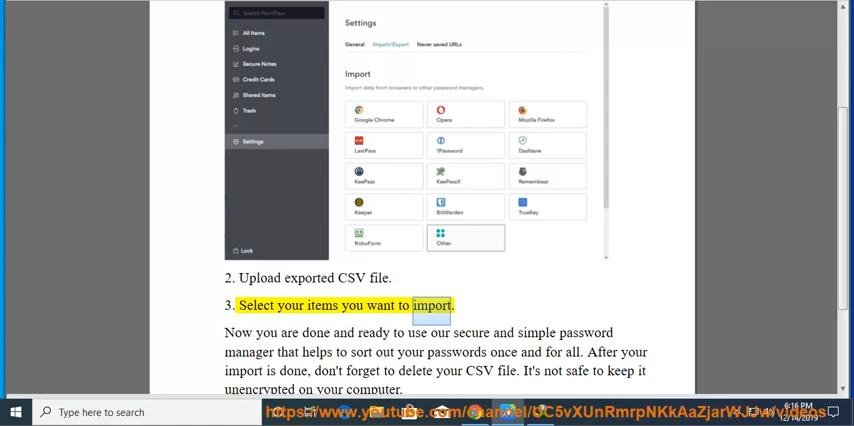 Search NordPass
All Items
Logins
Secure Notes
Credit Cards
Shared Items
Trash
Settings
Lock
Settings
General Import/Export Never saved URLs
Import
Import data from browsers or other password managers.
Google Chrome
Opera
Mozilla Firefox
LastPass
1Password
Dashlane
KeePass
KeePassX
Remembear
Keeper
BitWarden
TrueKey
RoboForm
Other
2. Upload exported CSV file.
3. Select your items you want to import.
Now you are done and ready to use our secure and simple password
manager that helps to sort out your passwords once and for all. After your
import is done, don't forget to delete your CSV file. It's not safe to keep it
unencrypted on your computer.
Type here to search
6:16 PM
12/14/2019